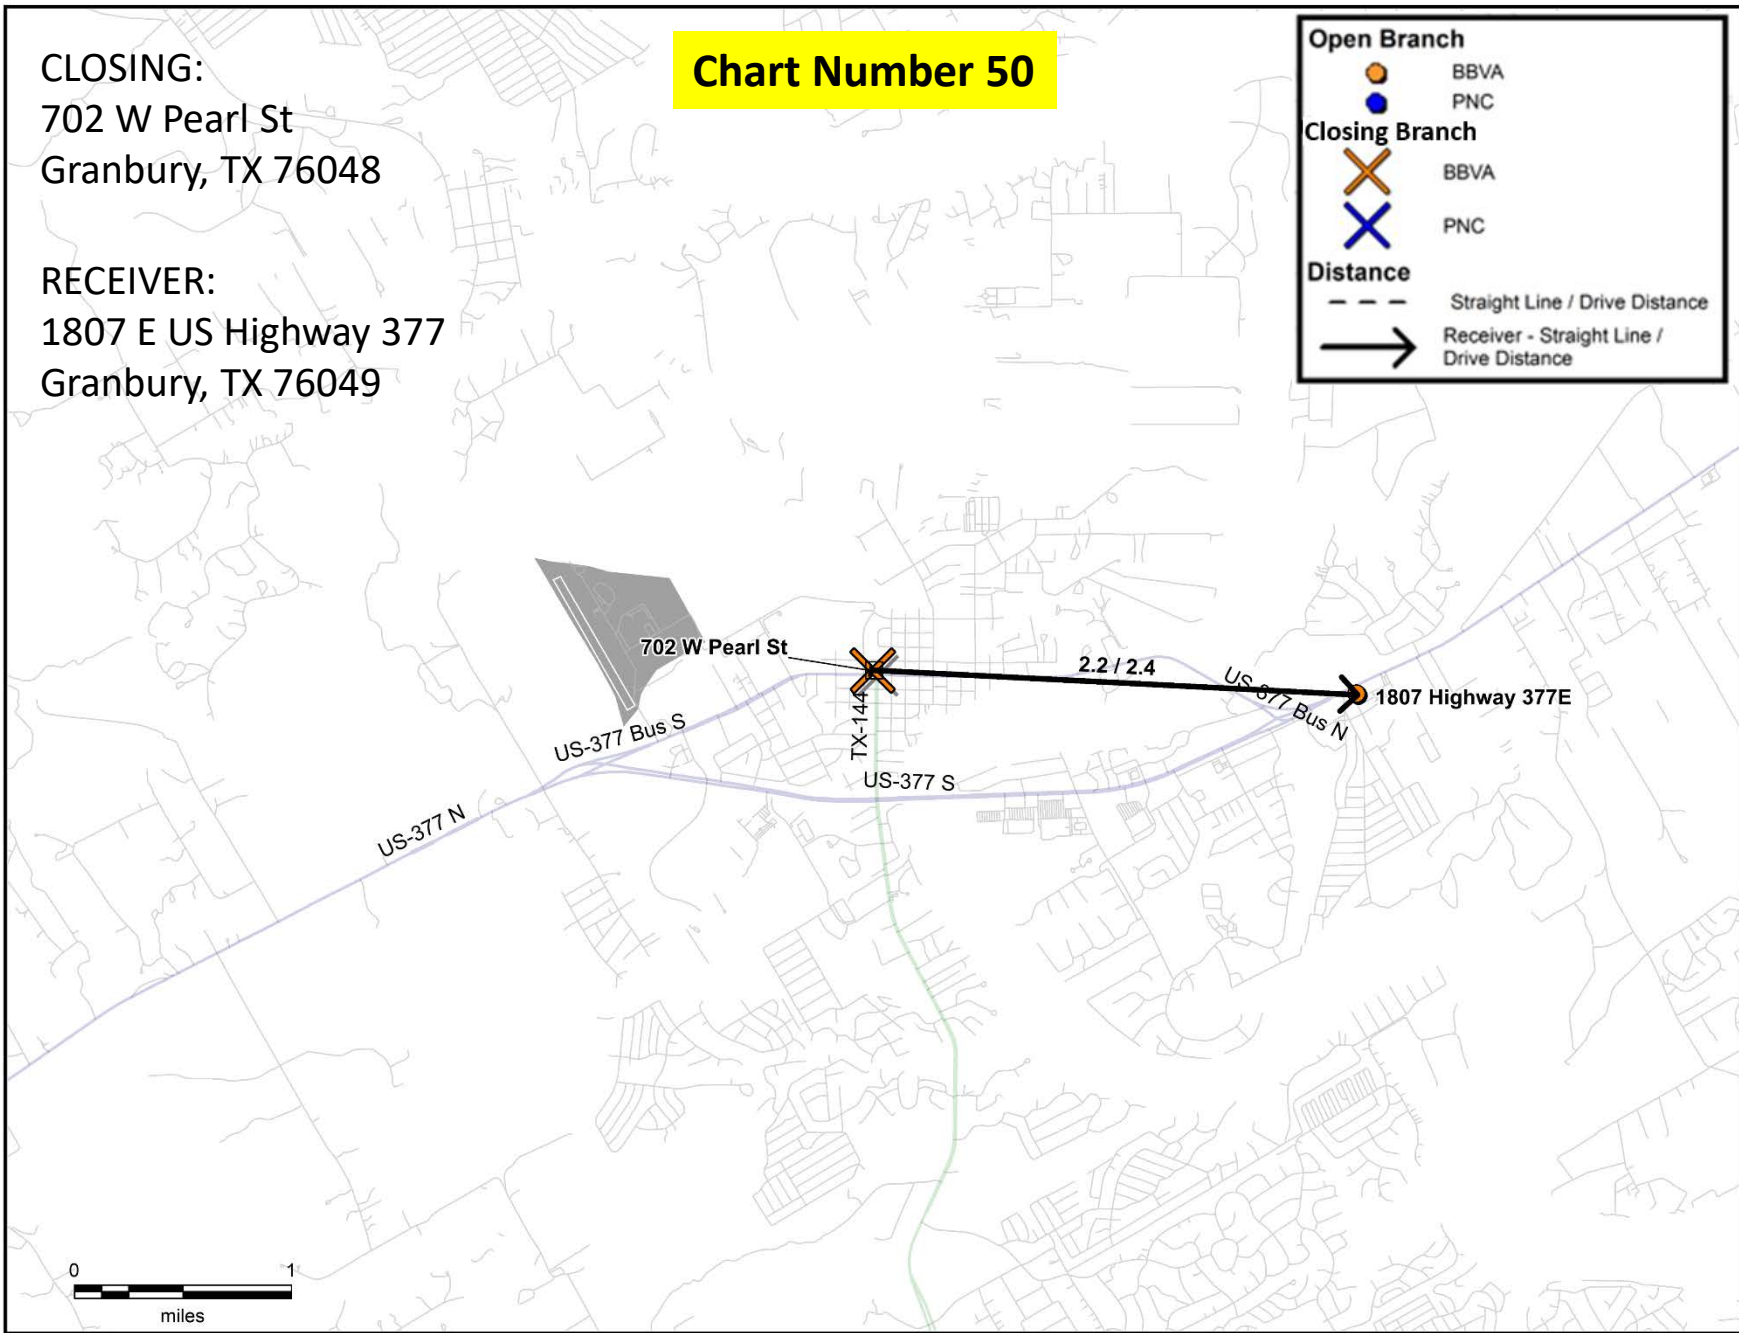 CLOSING:
702 W Pearl St
Granbury, TX 76048
RECEIVER:
1807 E US Highway 377
Granbury, TX 76049
Chart Number 50
Open Branch
BBVA
PNC
Closing Branch
BBVA
PNC
Distance
Straight Line / Drive Distance
Receiver - Straight Line /
Drive Distance
702 W Pearl St
2.2 / 2.4
1807 Highway 377E
US-377 Bus N
TX-144
US-377 Bus S
US-377 S
US-377 N
0 1
miles